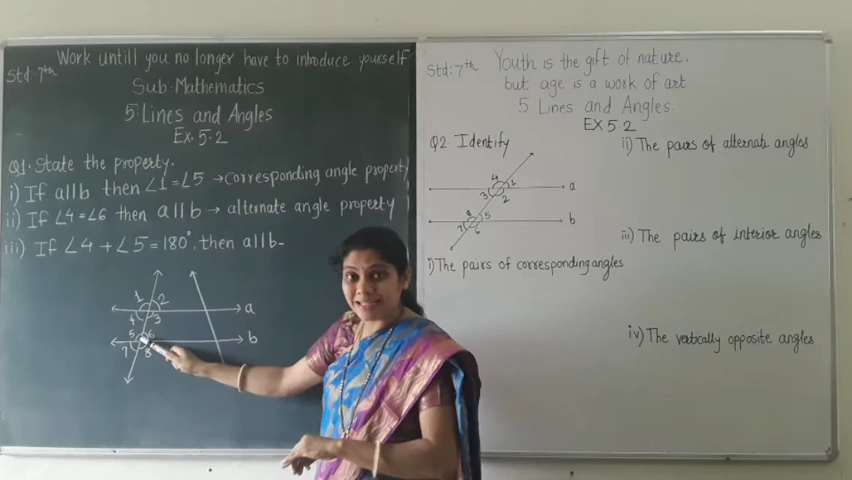 Work untill you no longer have to introduce yourself
Std: 7th
Sub. Mathematics
5. Lines and Angles
Ex. 5.2
Q1. State the property.
i) If a||b then ∠1 = ∠5 → corresponding angle property
ii) If ∠4 = ∠6 then a||b → alternate angle property
iii) If ∠4 + ∠5 = 180°, then a||b -
1 2
a
4 3
5 6
b
7 8
Std: 7th
Youth is the gift of nature.
but age is a work of art
5 Lines and Angles.
EX 5.2
Q2 Identify
4 1
a
3 2
8 5
b
7 6
i) The pairs of corresponding angles
ii) The pairs of alternate angles
iii) The pairs of interior angles
iv) The vertically opposite angles